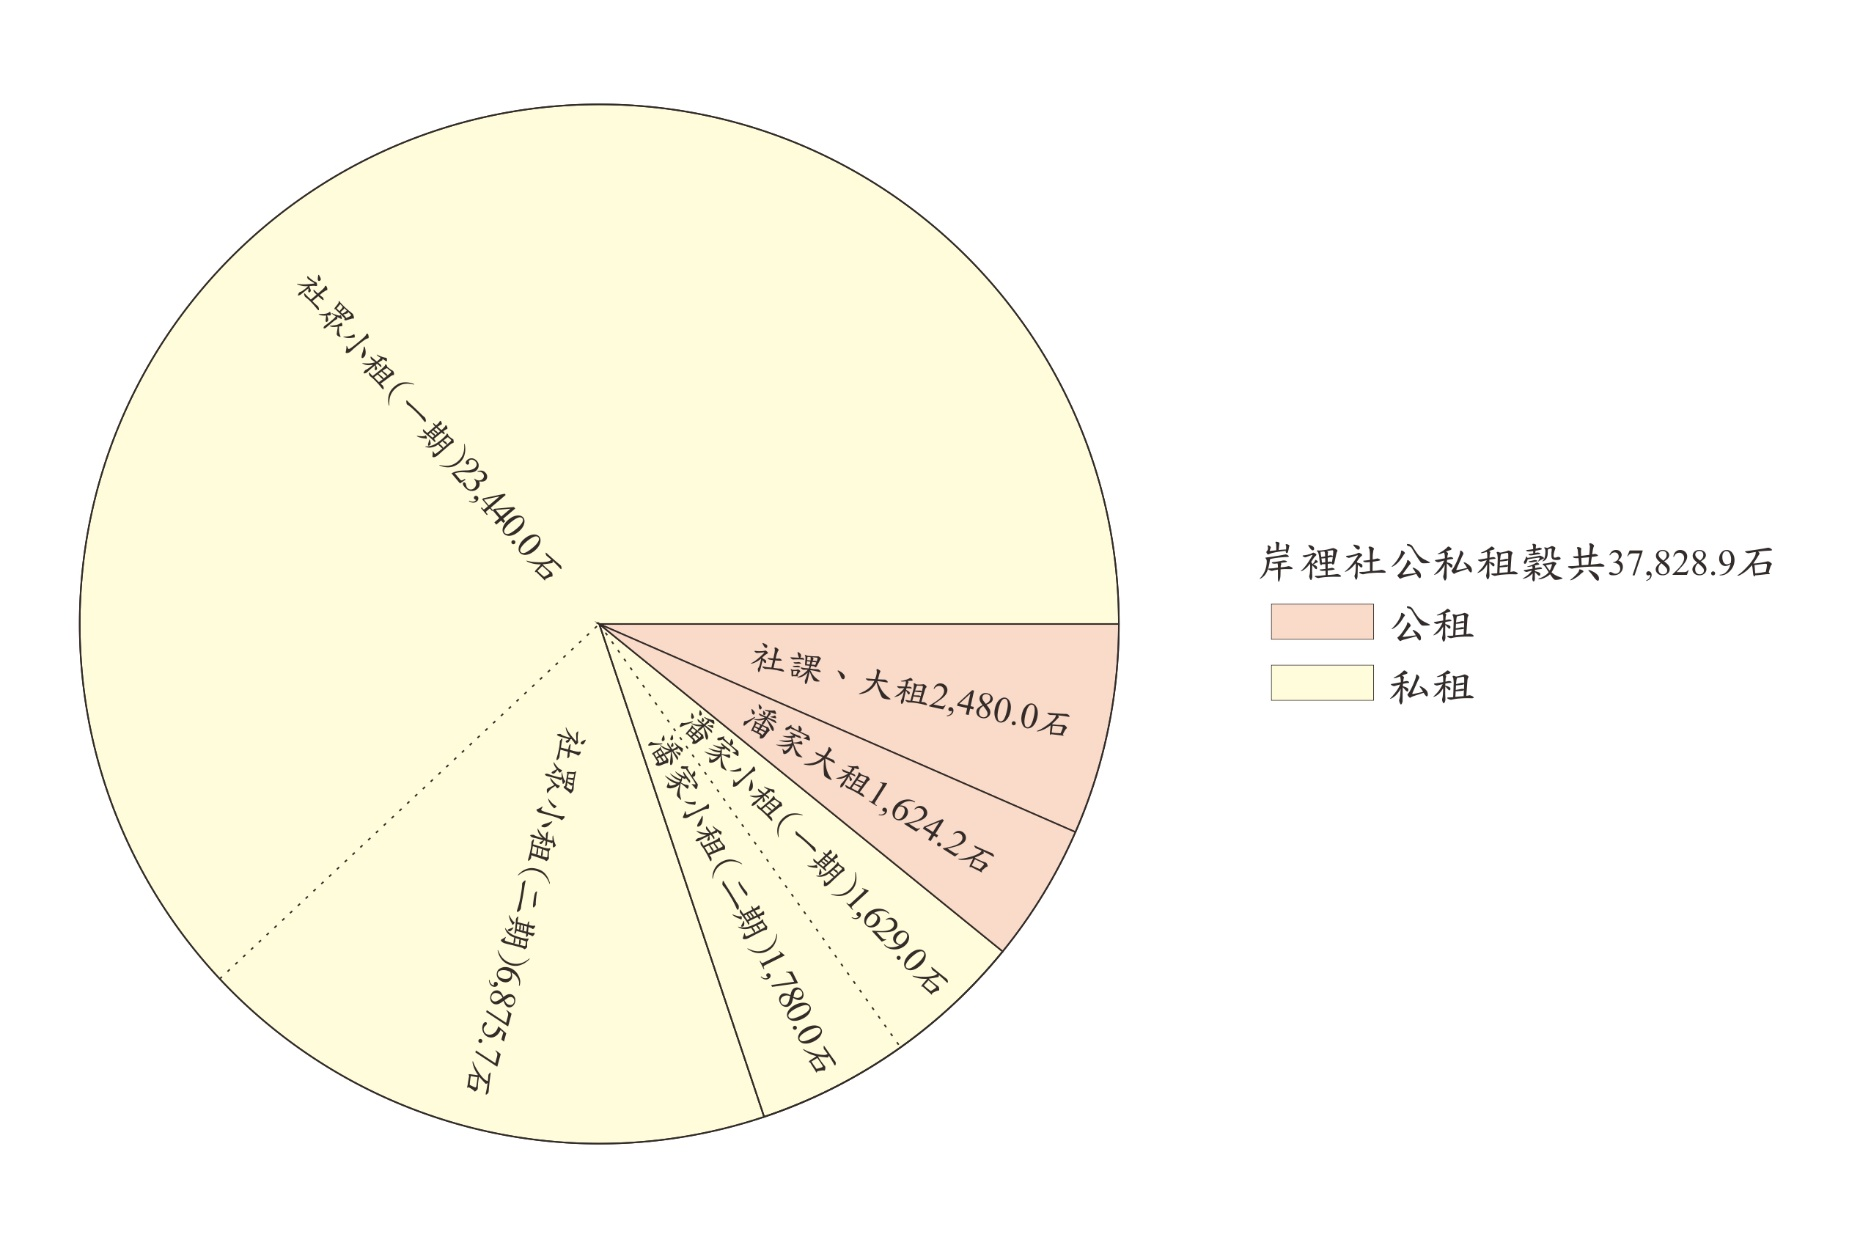 社眾小租(一期)23,440.0石
社課、大租2,480.0石
潘家大租1,624.2石
潘家小租(一期)1,629.0石
潘家小租(二期)1,780.0石
社眾小租(二期)6,875.7石
岸裡社公私租穀共37,828.9石
公租
私租